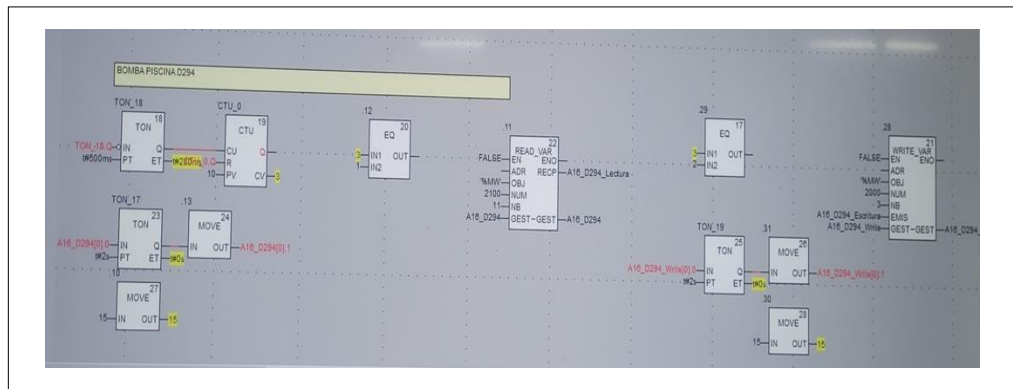 BOMBA PISCINA D294
TON_18
18
TON
TON_18.Q IN Q
t#500ms PT ET
CTU_0
19
CTU
CU Q
R
10 PV CV 3
.12
20
EQ
3 IN1 OUT
1 IN2
.11
22
READ_VAR
FALSE EN ENO
ADR RECP A16_D294_Lectura
'%MW' OBJ
2100 NUM
11 NB
A16_D294 GEST-GEST A16_D294
.29
17
EQ
3 IN1 OUT
2 IN2
.28
21
WRITE_VAR
FALSE EN ENO
ADR
'%MW' OBJ
2000 NUM
3 NB
A16_D294_Escritura EMIS
A16_D294_Write GEST-GEST A16_D294_
TON_17
23
TON
A16_D294[0].0 IN Q
t#2s PT ET t#0s
.13
24
MOVE
IN OUT A16_D294[0].1
.10
27
MOVE
15 IN OUT 15
TON_19
25
TON
A16_D294_Write[0].0 IN Q
t#2s PT ET t#0s
.31
26
MOVE
IN OUT A16_D294_Write[0].1
.30
28
MOVE
15 IN OUT 15